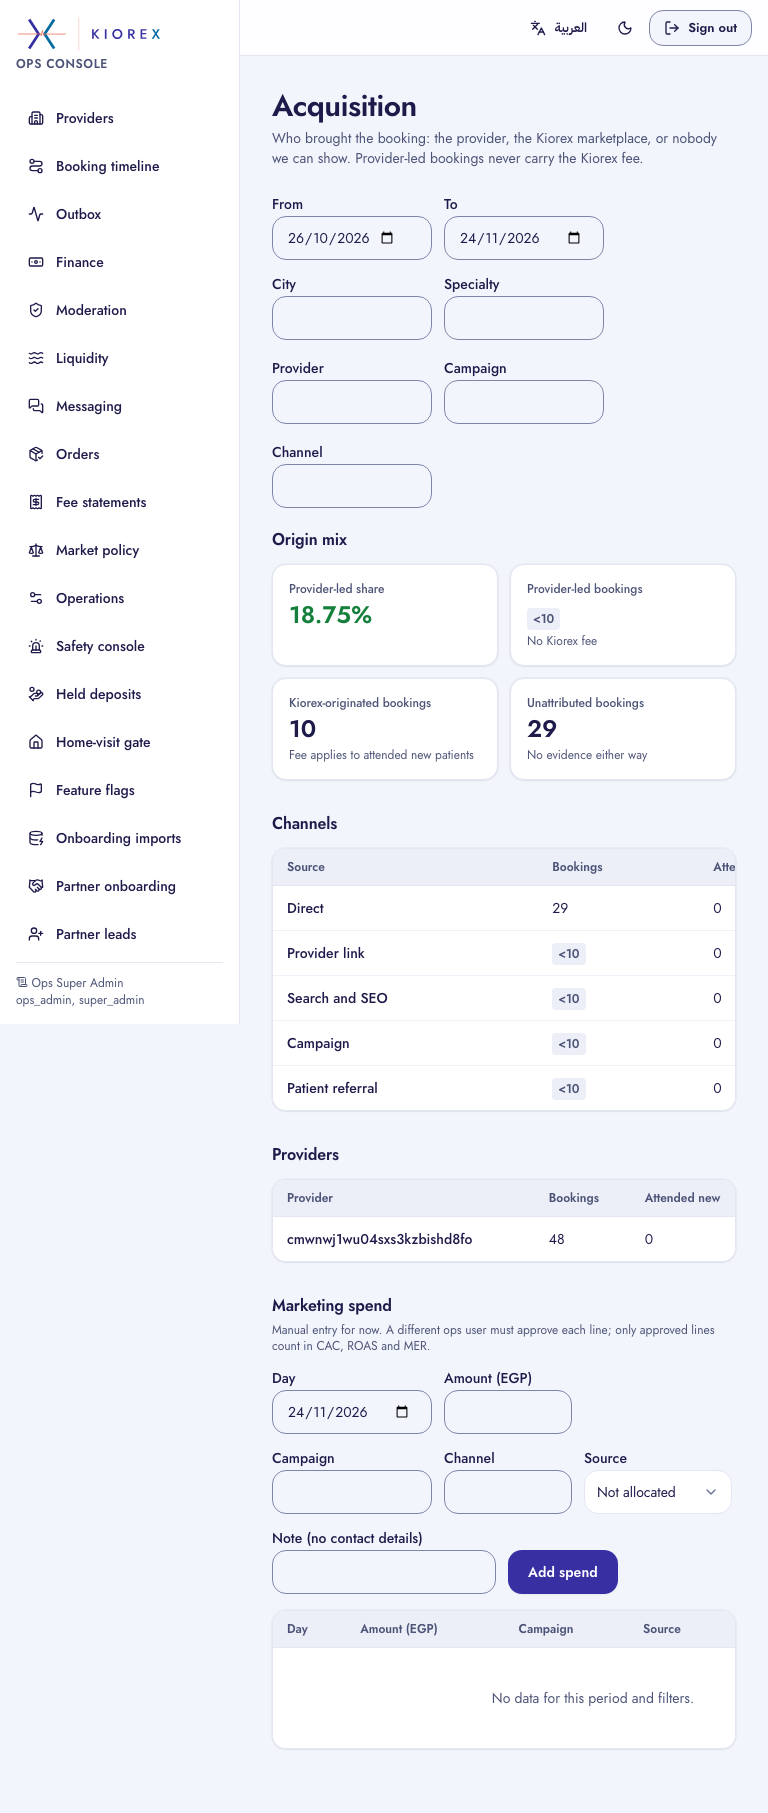 KIOREX
OPS CONSOLE
Providers
Booking timeline
Outbox
Finance
Moderation
Liquidity
Messaging
Orders
Fee statements
Market policy
Operations
Safety console
Held deposits
Home-visit gate
Feature flags
Onboarding imports
Partner onboarding
Partner leads
Ops Super Admin
ops_admin, super_admin
العربية
Sign out
Acquisition
Who brought the booking: the provider, the Kiorex marketplace, or nobody
we can show. Provider-led bookings never carry the Kiorex fee.
From To
26/10/2026 24/11/2026
City Specialty
Provider Campaign
Channel
Origin mix
Provider-led share
18.75%
Provider-led bookings
<10
No Kiorex fee
Kiorex-originated bookings
10
Fee applies to attended new patients
Unattributed bookings
29
No evidence either way
Channels
Source Bookings Atte
Direct 29 0
Provider link <10 0
Search and SEO <10 0
Campaign <10 0
Patient referral <10 0
Providers
Provider Bookings Attended new
cmwnwj1wu04sxs3kzbishd8fo 48 0
Marketing spend
Manual entry for now. A different ops user must approve each line; only approved lines
count in CAC, ROAS and MER.
Day Amount (EGP)
24/11/2026
Campaign Channel Source
Not allocated
Note (no contact details)
Add spend
Day Amount (EGP) Campaign Source
No data for this period and filters.